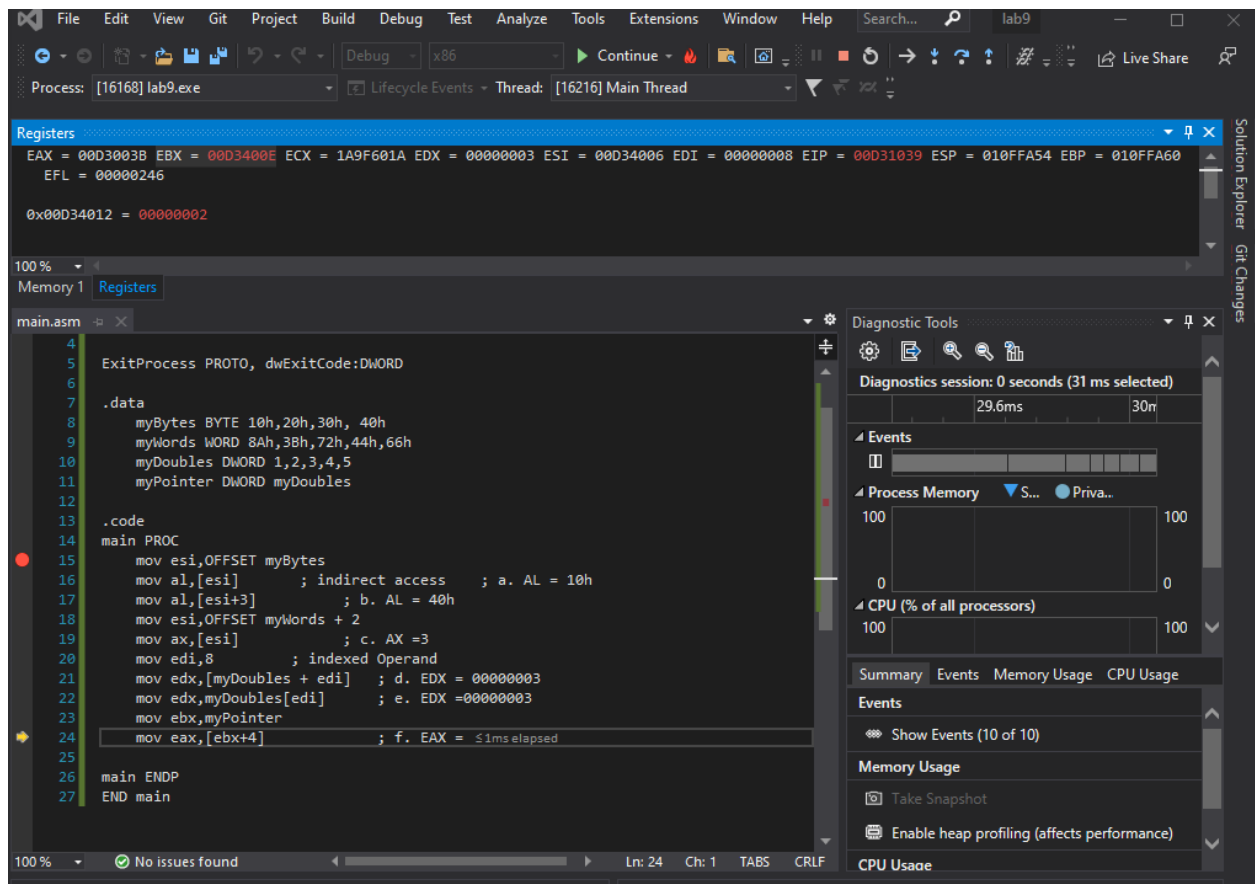 File Edit View Git Project Build Debug Test Analyze Tools Extensions Window Help Search... lab9
Debug x86 Continue Live Share
Process: [16168] lab9.exe Lifecycle Events Thread: [16216] Main Thread
Registers
EAX = 00D3003B EBX = 00D3400E ECX = 1A9F601A EDX = 00000003 ESI = 00D34006 EDI = 00000008 EIP = 00D31039 ESP = 010FFA54 EBP = 010FFA60
EFL = 00000246
0x00D34012 = 00000002
100 %
Memory 1 Registers
Solution Explorer
Git Changes
main.asm
4
5 ExitProcess PROTO, dwExitCode:DWORD
6
7 .data
8 myBytes BYTE 10h,20h,30h, 40h
9 myWords WORD 8Ah,3Bh,72h,44h,66h
10 myDoubles DWORD 1,2,3,4,5
11 myPointer DWORD myDoubles
12
13 .code
14 main PROC
15 mov esi,OFFSET myBytes
16 mov al,[esi] ; indirect access ; a. AL = 10h
17 mov al,[esi+3] ; b. AL = 40h
18 mov esi,OFFSET myWords + 2
19 mov ax,[esi] ; c. AX =3
20 mov edi,8 ; indexed Operand
21 mov edx,[myDoubles + edi] ; d. EDX = 00000003
22 mov edx,myDoubles[edi] ; e. EDX =00000003
23 mov ebx,myPointer
24 mov eax,[ebx+4] ; f. EAX = ≤1ms elapsed
25
26 main ENDP
27 END main
100 % No issues found Ln: 24 Ch: 1 TABS CRLF
Diagnostic Tools
Diagnostics session: 0 seconds (31 ms selected)
29.6ms 30m
Events
Process Memory S... Priva...
100 100
0 0
CPU (% of all processors)
100 100
Summary Events Memory Usage CPU Usage
Events
Show Events (10 of 10)
Memory Usage
Take Snapshot
Enable heap profiling (affects performance)
CPU Usage